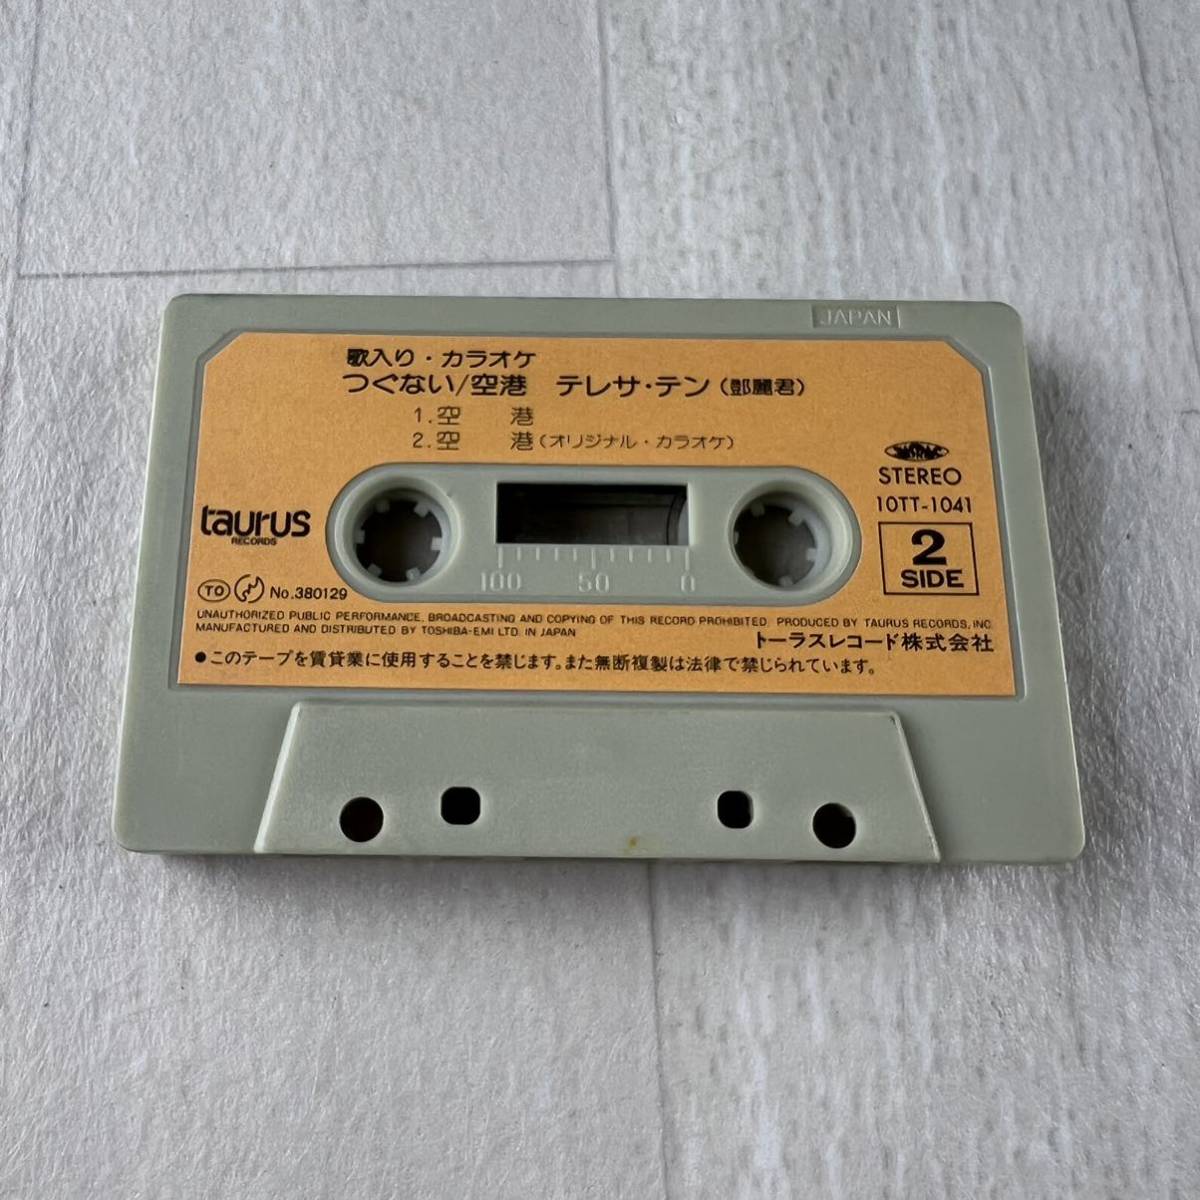 JAPAN
歌入り・カラオケ
つぐない/空港 テレサ・テン(鄧麗君)
1.空 港
2.空 港(オリジナル・カラオケ)
STEREO
10TT-1041
2
SIDE
taurus
RECORDS
100 50 0
TO No.380129
UNAUTHORIZED PUBLIC PERFORMANCE, BROADCASTING AND COPYING OF THIS RECORD PROHIBITED. PRODUCED BY TAURUS RECORDS, INC.
MANUFACTURED AND DISTRIBUTED BY TOSHIBA-EMI LTD. IN JAPAN
トーラスレコード株式会社
●このテープを賃貸業に使用することを禁じます。また無断複製は法律で禁じられています。